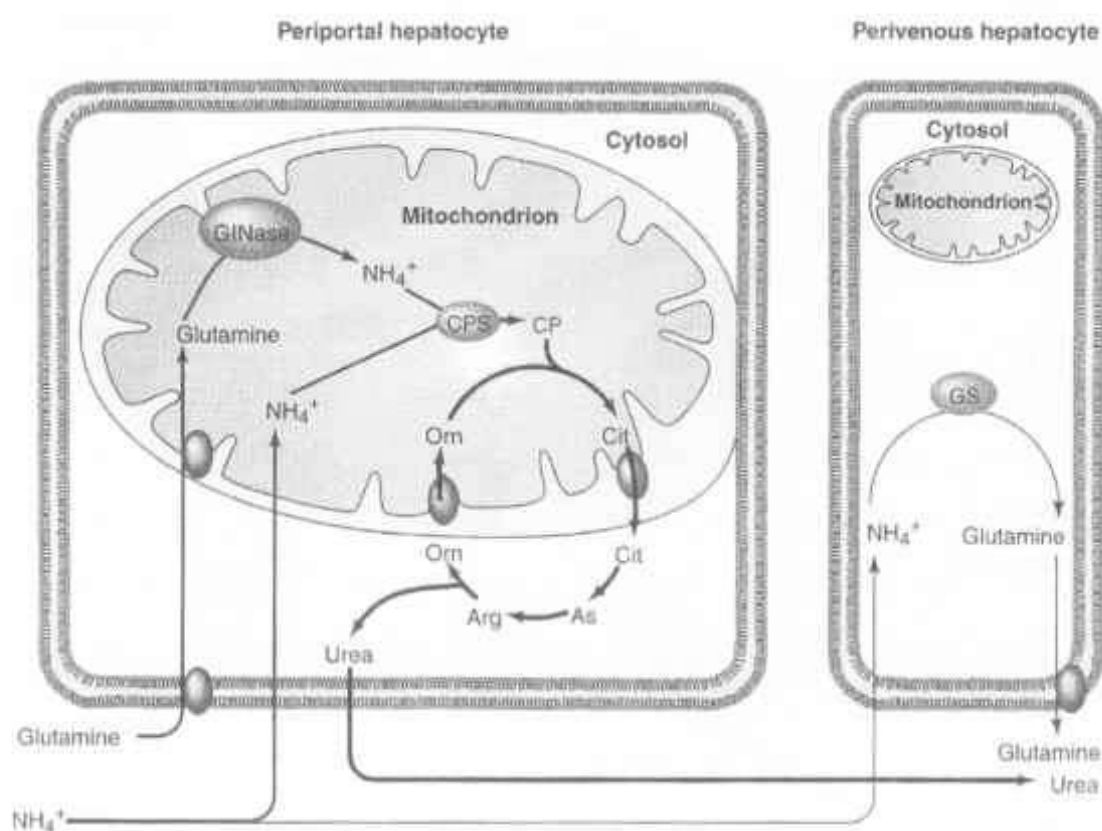 Periportal hepatocyte
Perivenous hepatocyte
Cytosol
Mitochondrion
GlNase
NH₄⁺
Glutamine
CPS
CP
NH₄⁺
Orn
Cit
Orn
Cit
Arg
As
Urea
Glutamine
NH₄⁺
Cytosol
Mitochondrion
GS
NH₄⁺
Glutamine
Glutamine
Urea